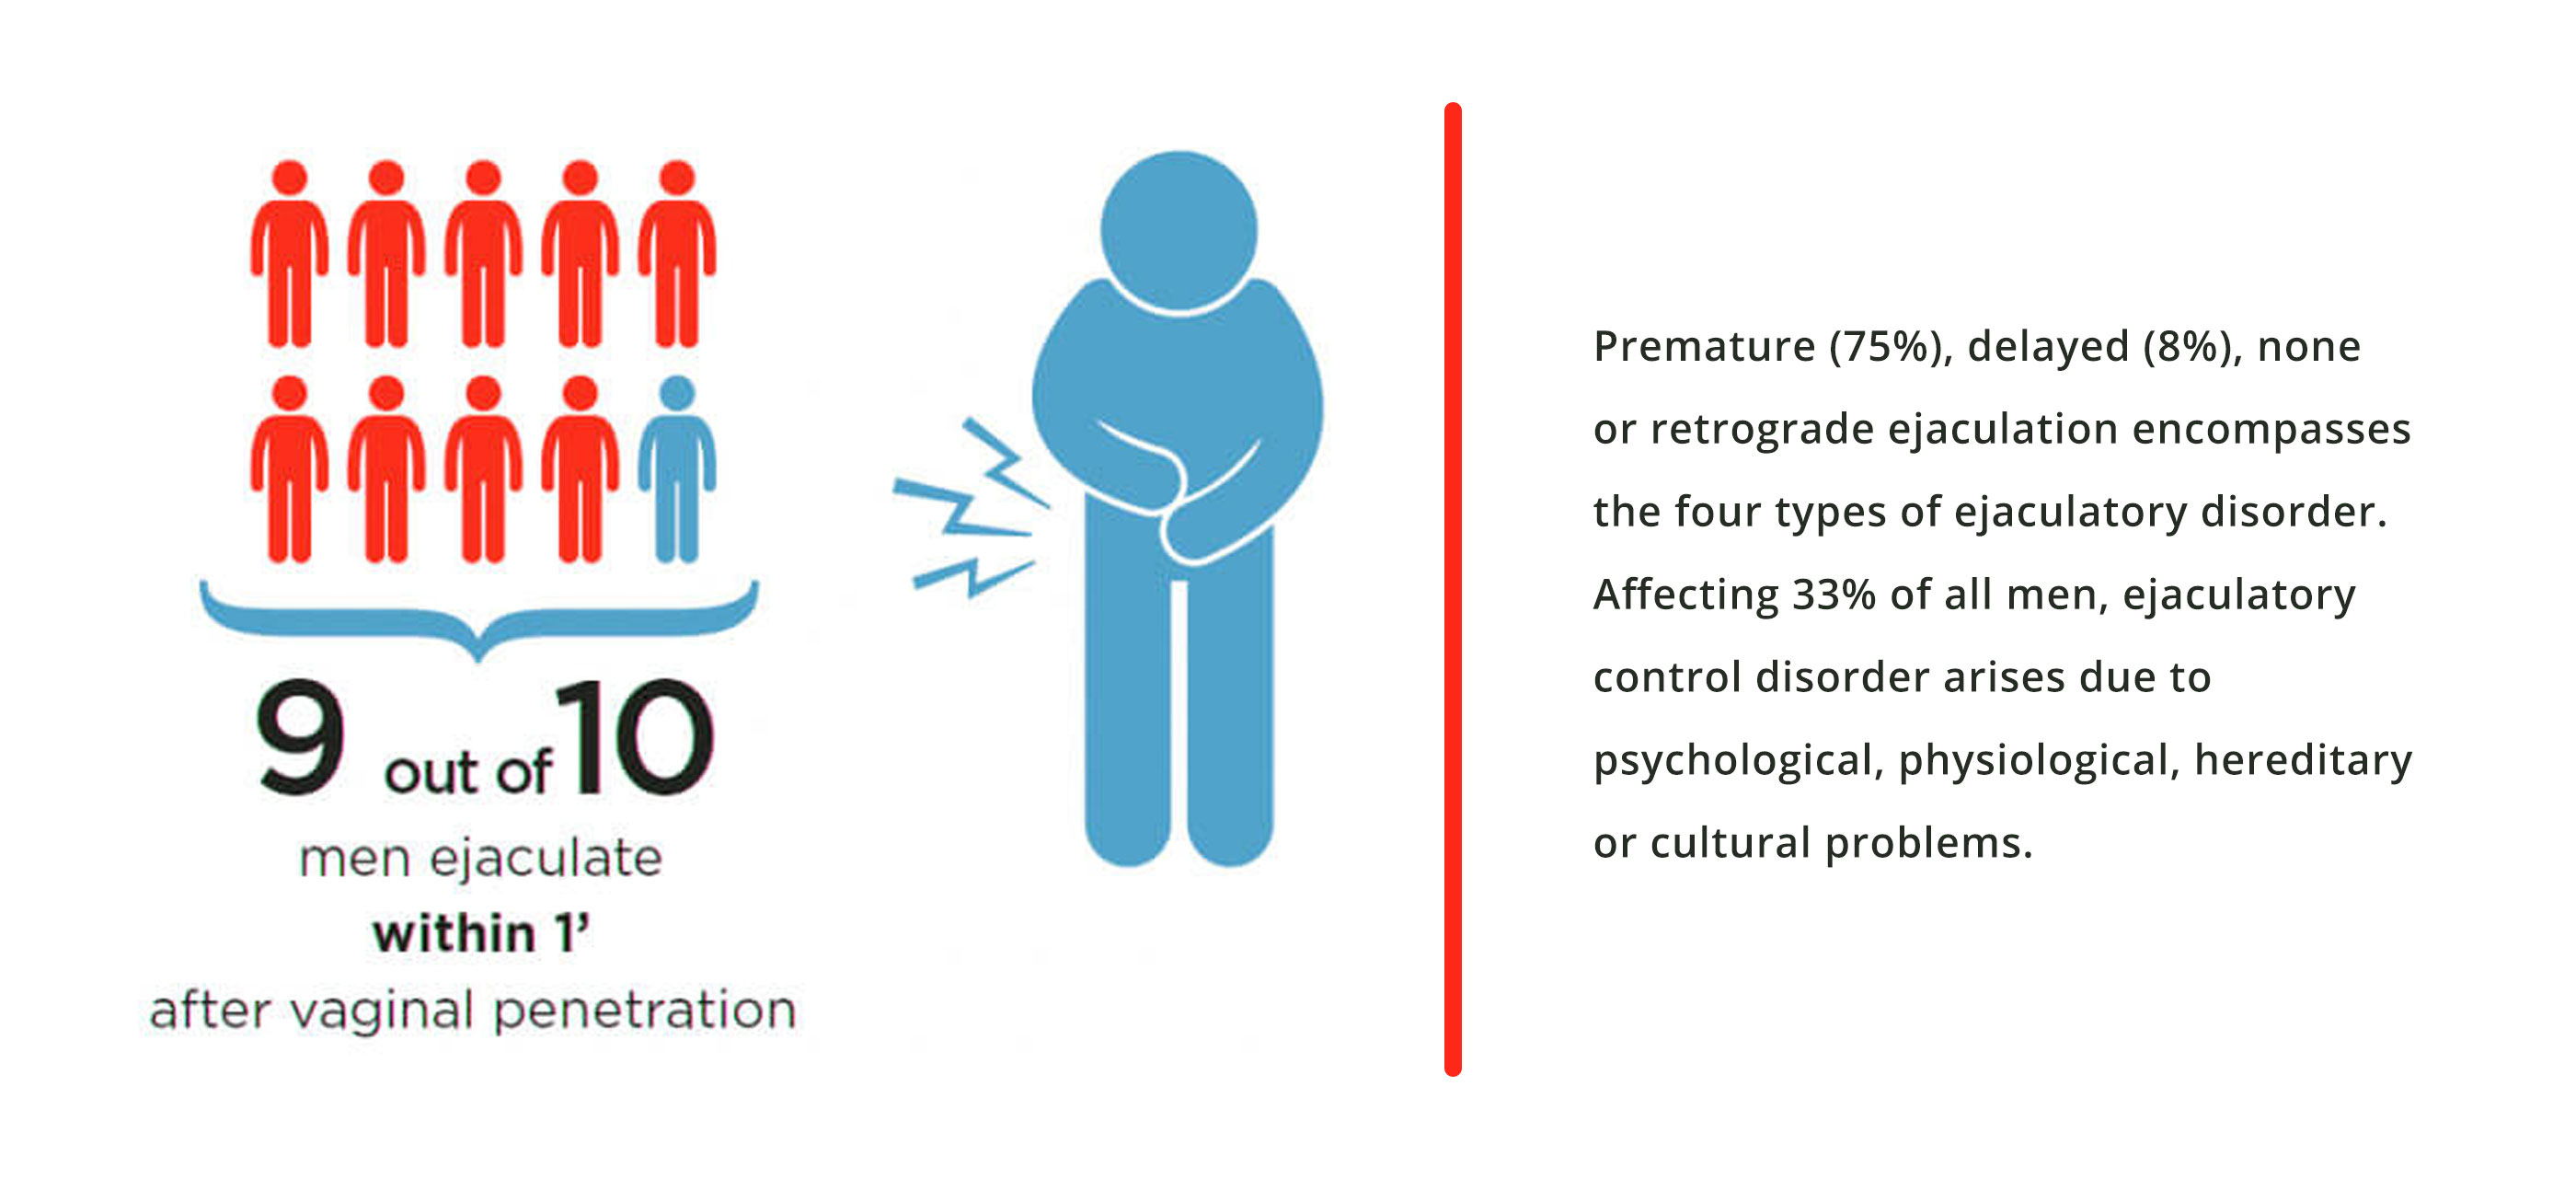 9 out of 10
men ejaculate
within 1’
after vaginal penetration
Premature (75%), delayed (8%), none
or retrograde ejaculation encompasses
the four types of ejaculatory disorder.
Affecting 33% of all men, ejaculatory
control disorder arises due to
psychological, physiological, hereditary
or cultural problems.